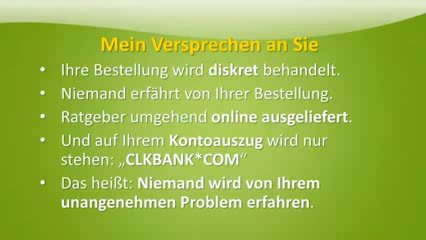 Mein Versprechen an Sie
• Ihre Bestellung wird diskret behandelt.
• Niemand erfährt von Ihrer Bestellung.
• Ratgeber umgehend online ausgeliefert.
• Und auf Ihrem Kontoauszug wird nur
stehen: „CLKBANK*COM“
• Das heißt: Niemand wird von Ihrem
unangenehmen Problem erfahren.